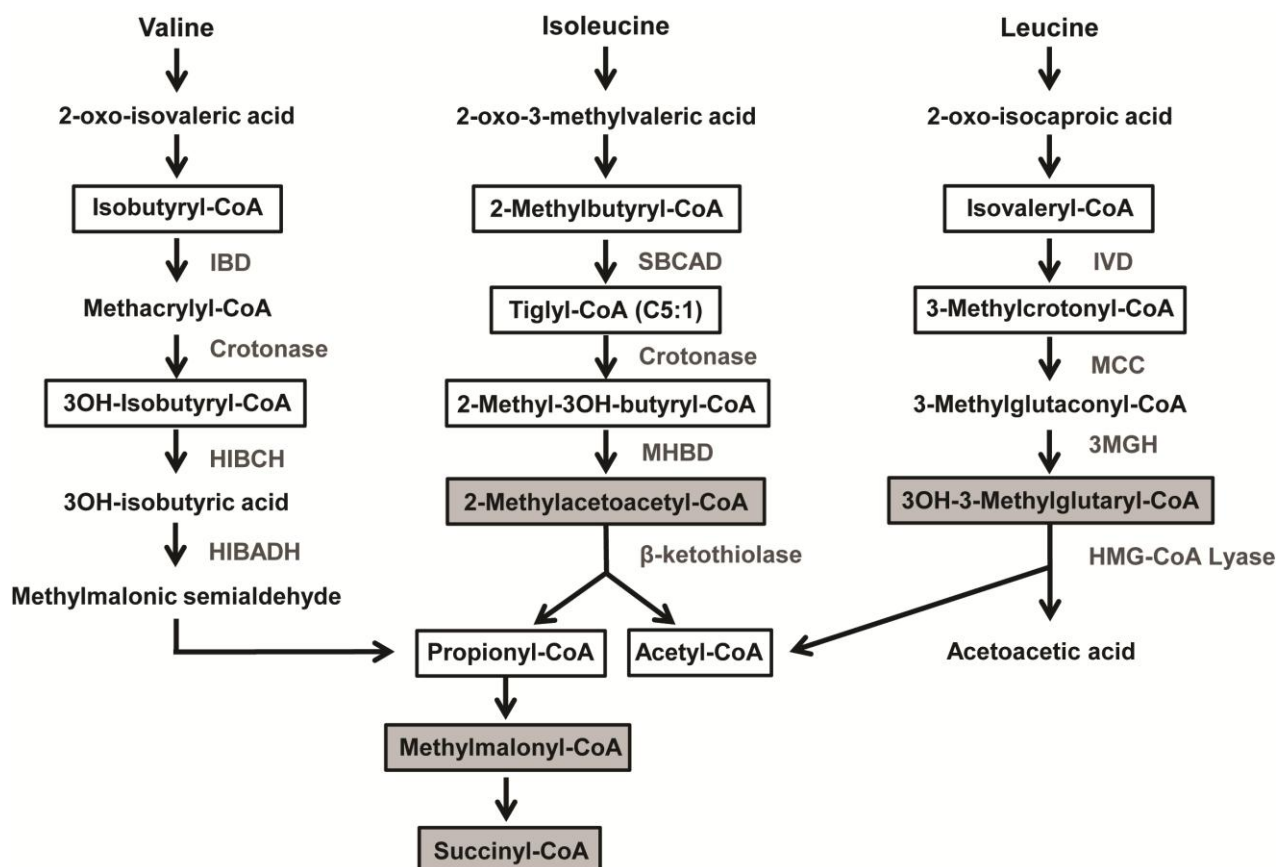 Valine
Isoleucine
Leucine
2-oxo-isovaleric acid
2-oxo-3-methylvaleric acid
2-oxo-isocaproic acid
Isobutyryl-CoA
2-Methylbutyryl-CoA
Isovaleryl-CoA
IBD
SBCAD
IVD
Methacrylyl-CoA
Tiglyl-CoA (C5:1)
3-Methylcrotonyl-CoA
Crotonase
Crotonase
MCC
3OH-Isobutyryl-CoA
2-Methyl-3OH-butyryl-CoA
3-Methylglutaconyl-CoA
HIBCH
MHBD
3MGH
3OH-isobutyric acid
2-Methylacetoacetyl-CoA
3OH-3-Methylglutaryl-CoA
HIBADH
β-ketothiolase
HMG-CoA Lyase
Methylmalonic semialdehyde
Propionyl-CoA
Acetyl-CoA
Acetoacetic acid
Methylmalonyl-CoA
Succinyl-CoA